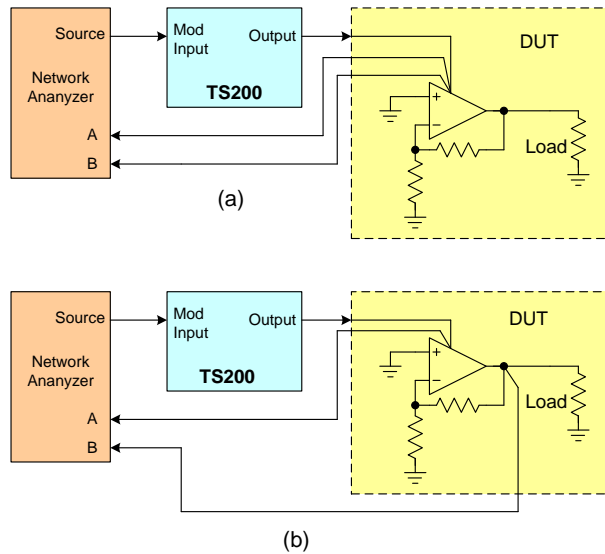 Source
Mod
Input
Output
TS200
Network
Ananyzer
A
B
DUT
+
−
Load
(a)
Source
Mod
Input
Output
TS200
Network
Ananyzer
A
B
DUT
+
−
Load
(b)